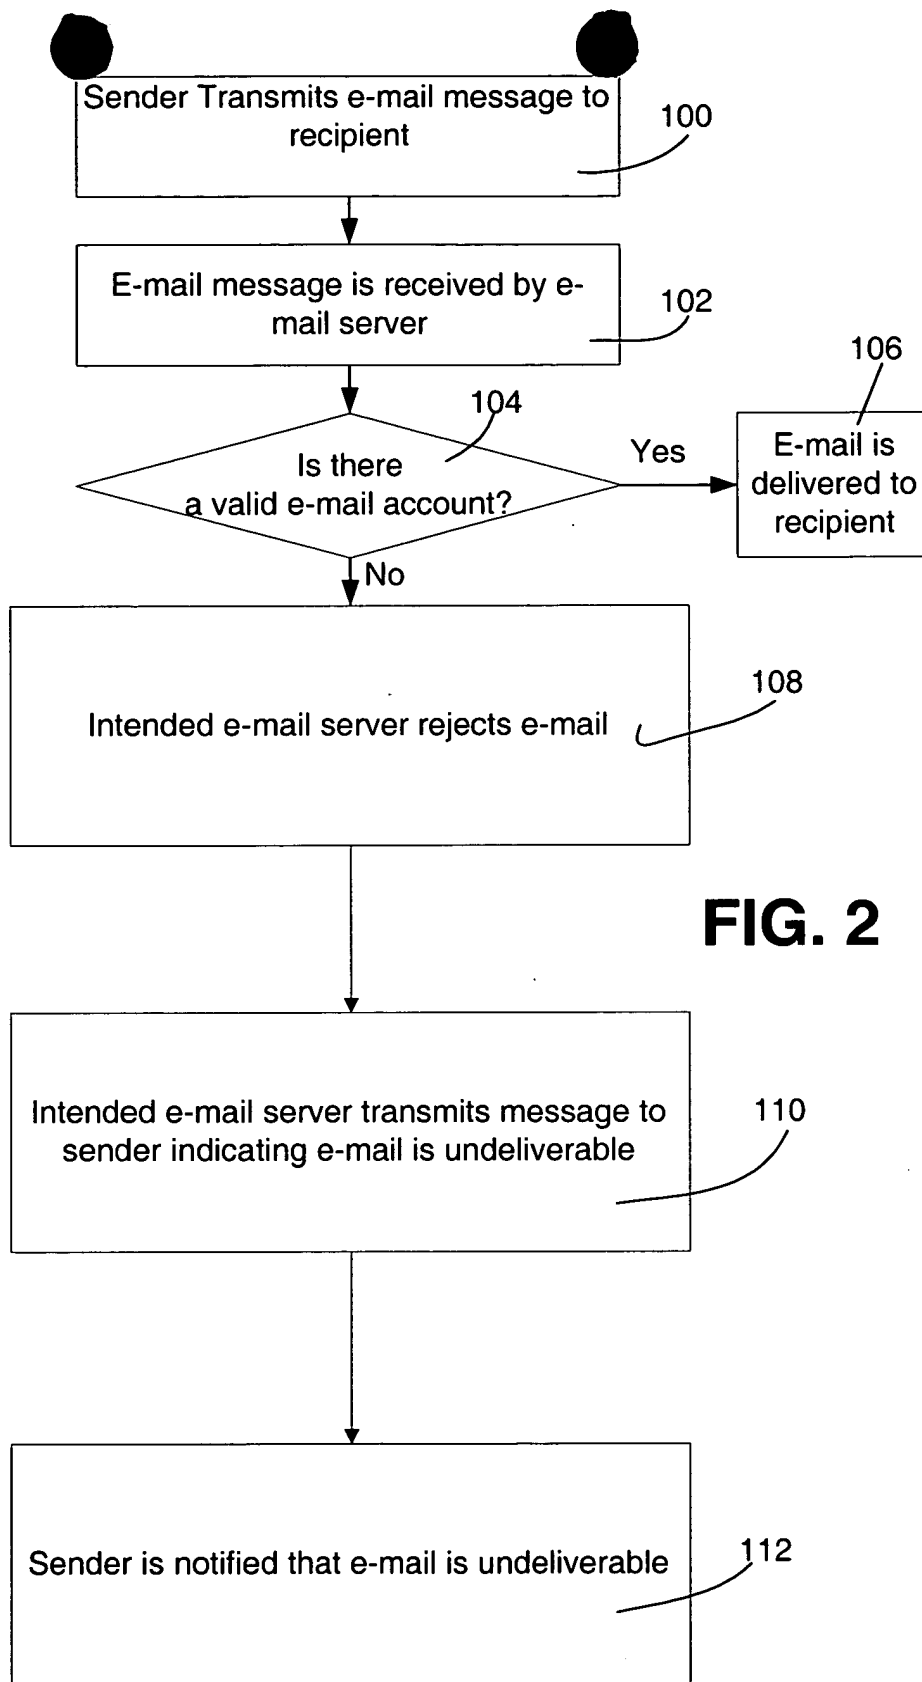 Sender Transmits e-mail message to
recipient
100
E-mail message is received by e-
mail server
102
106
104
Is there
a valid e-mail account?
Yes
E-mail is
delivered to
recipient
No
108
Intended e-mail server rejects e-mail
FIG. 2
Intended e-mail server transmits message to
sender indicating e-mail is undeliverable
110
Sender is notified that e-mail is undeliverable
112